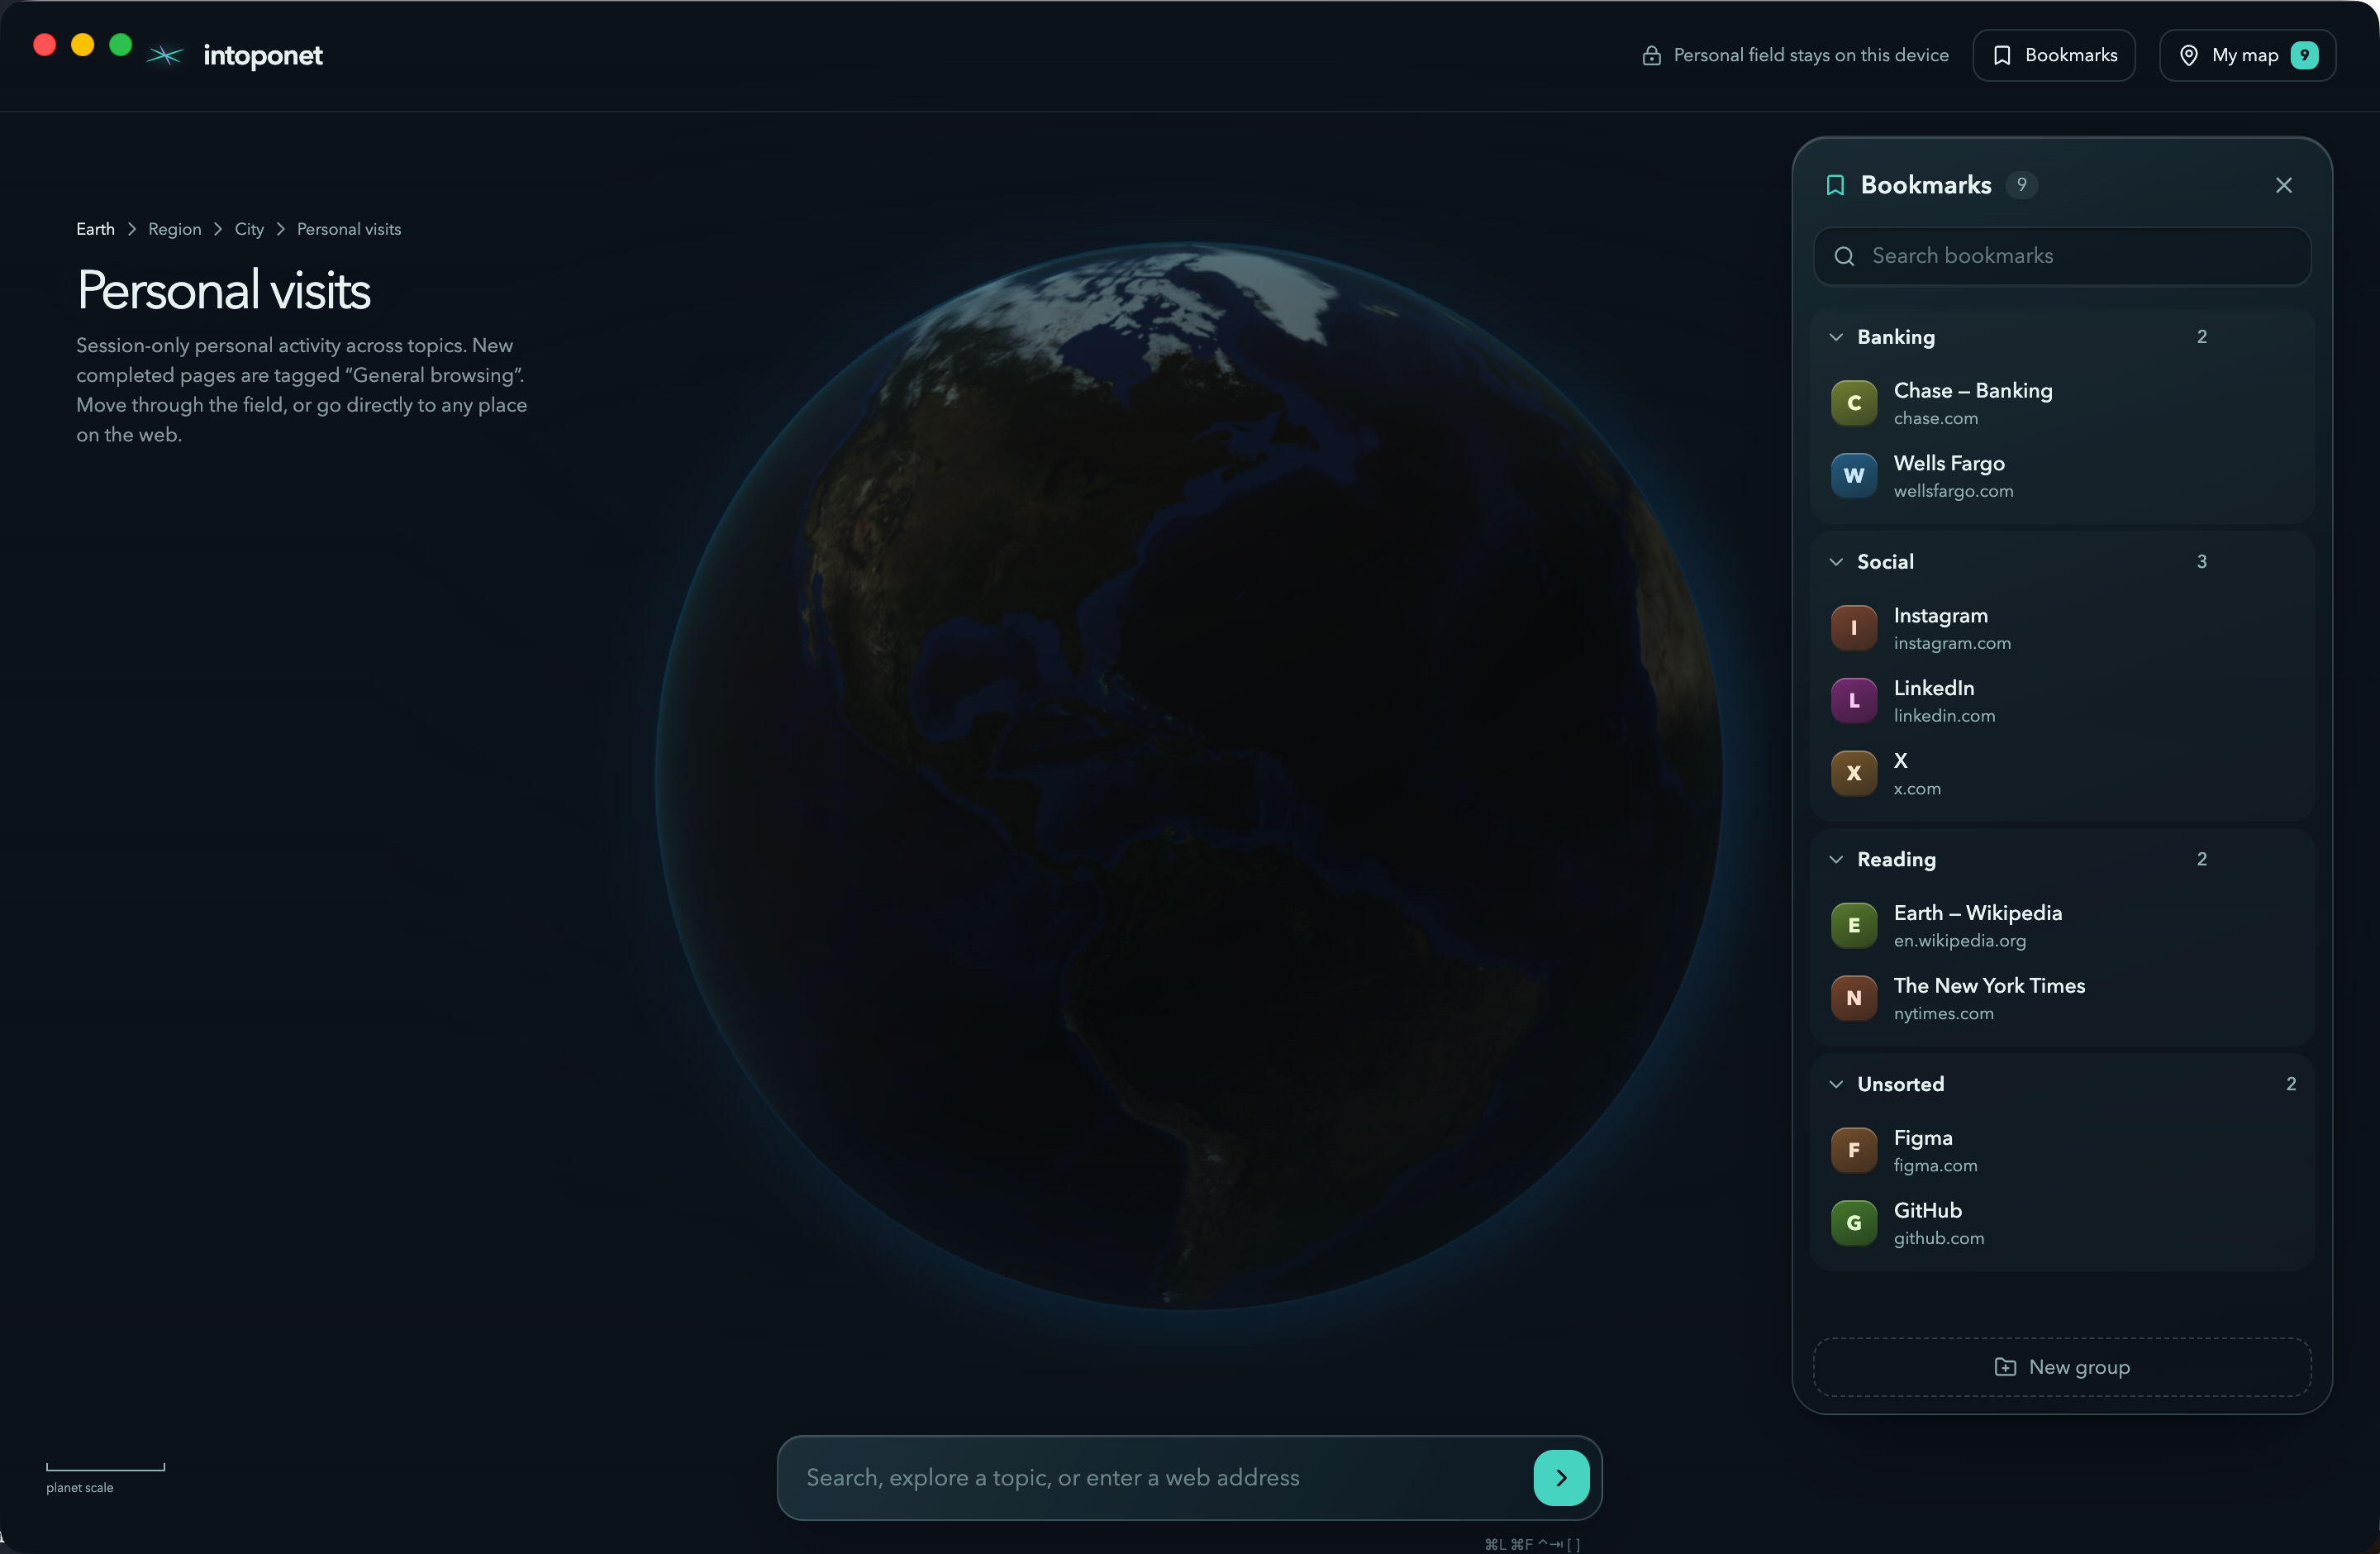 intoponet
Personal field stays on this device
Bookmarks
My map 9
Earth > Region > City > Personal visits
Personal visits
Session-only personal activity across topics. New
completed pages are tagged “General browsing”.
Move through the field, or go directly to any place
on the web.
Bookmarks 9
Search bookmarks
Banking 2
C
Chase – Banking
chase.com
W
Wells Fargo
wellsfargo.com
Social 3
I
Instagram
instagram.com
L
LinkedIn
linkedin.com
X
X
x.com
Reading 2
E
Earth – Wikipedia
en.wikipedia.org
N
The New York Times
nytimes.com
Unsorted 2
F
Figma
figma.com
G
GitHub
github.com
New group
planet scale
Search, explore a topic, or enter a web address
⌘L ⌘F ^⇥ [ ]